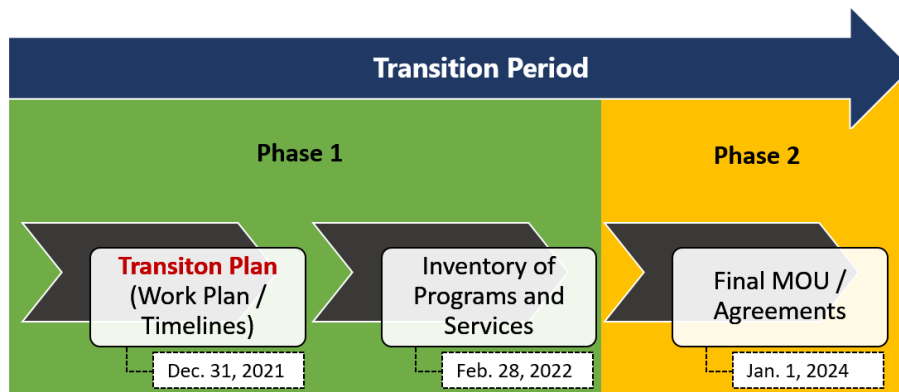 Transition Period
Phase 1
Phase 2
Transiton Plan
(Work Plan /
Timelines)
Dec. 31, 2021
Inventory of
Programs and
Services
Feb. 28, 2022
Final MOU /
Agreements
Jan. 1, 2024